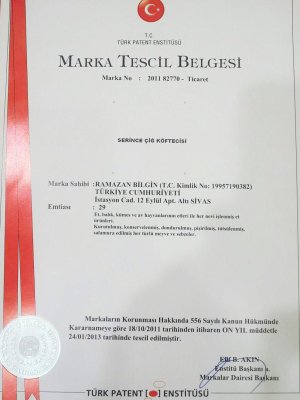 T.C.
TÜRK PATENT ENSTİTÜSÜ
MARKA TESCİL BELGESİ
Marka No : 2011 82770 - Ticaret
SERİNCE ÇİĞ KÖFTECİSİ
Marka Sahibi :RAMAZAN BİLGİN (T.C. Kimlik No: 19957190382)
TÜRKİYE CUMHURİYETİ
İstasyon Cad. 12 Eylül Apt. Altı SİVAS
Emtiası : 29
Et, balık, kümes ve av hayvanlarının etleri ile her nevi işlenmiş et
ürünleri.
Kurutulmuş, konservelenmiş, dondurulmuş, pişirilmiş, tütsülenmiş,
salamura edilmiş her türlü meyve ve sebzeler.
Markaların Korunması Hakkında 556 Sayılı Kanun Hükmünde
Kararnameye göre 18/10/2011 tarihinden itibaren ON YIL müddetle
24/01/2013 tarihinde tescil edilmiştir.
B. AKIN
Enstitü Başkanı a.
Markalar Dairesi Başkanı
TÜRK PATENT ENSTİTÜSÜ